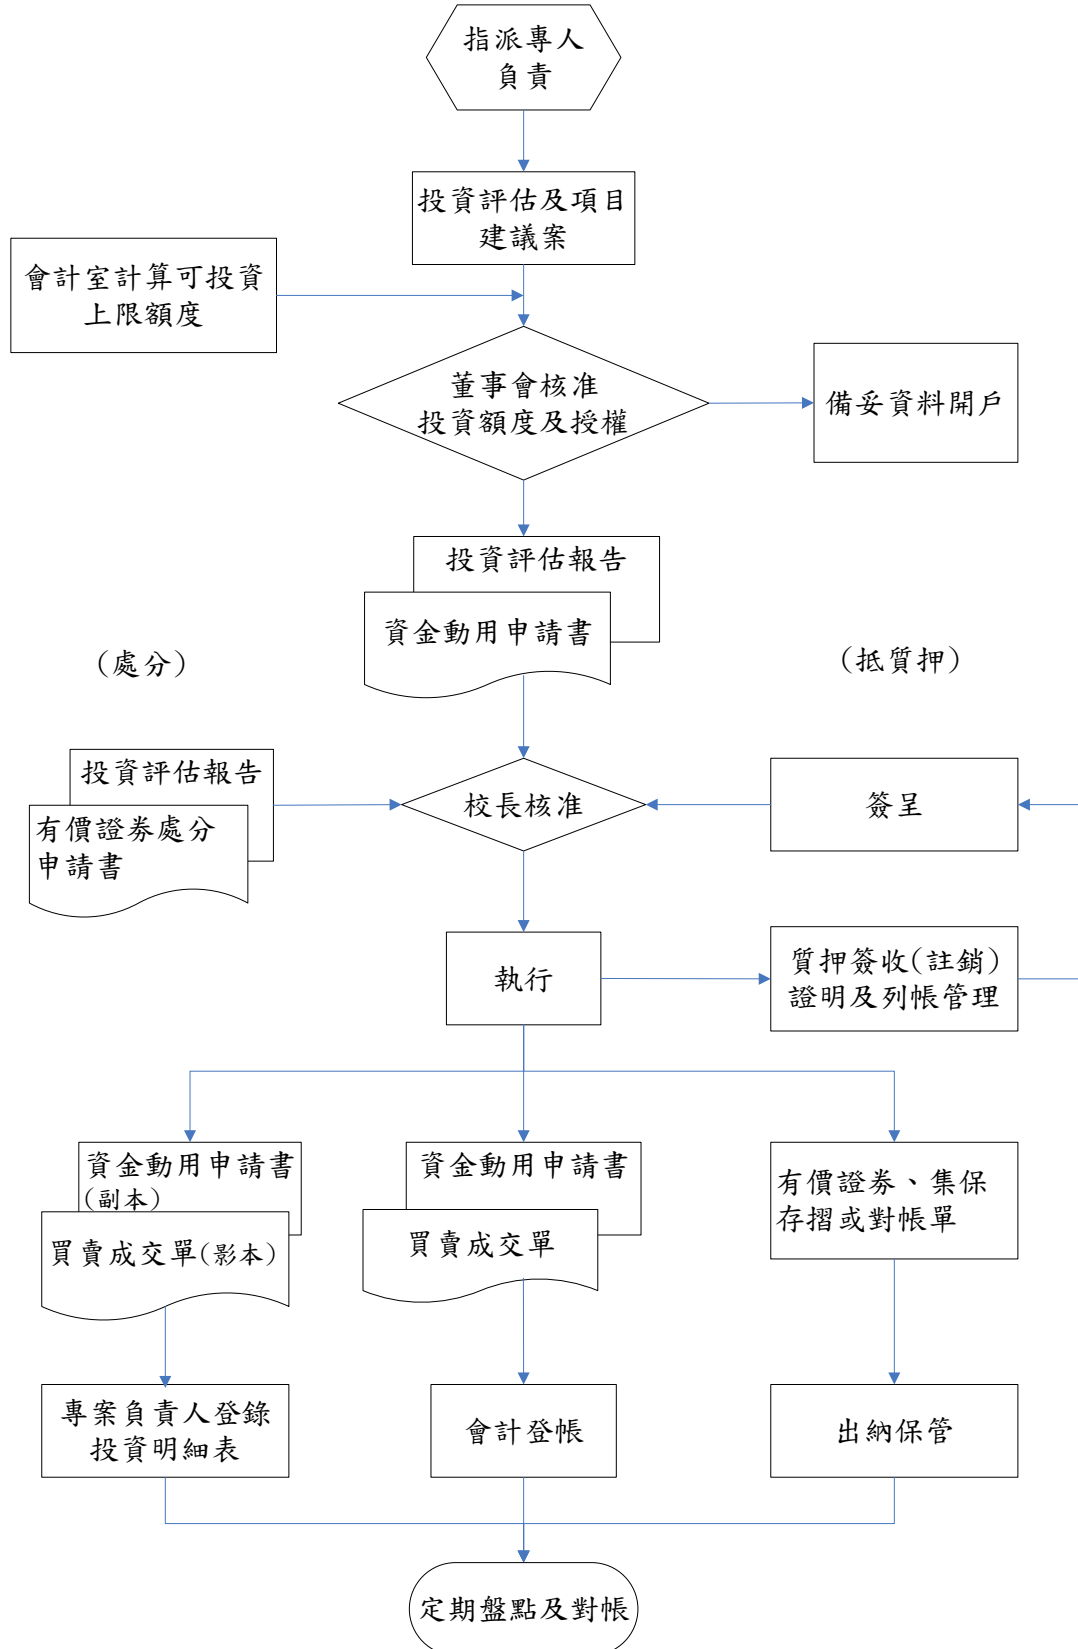 指派專人
負責
投資評估及項目
建議案
會計室計算可投資
上限額度
董事會核准
投資額度及授權
備妥資料開戶
投資評估報告
資金動用申請書
(處分)
(抵質押)
投資評估報告
有價證券處分
申請書
校長核准
簽呈
執行
質押簽收(註銷)
證明及列帳管理
資金動用申請書
(副本)
買賣成交單(影本)
資金動用申請書
買賣成交單
有價證券、集保
存摺或對帳單
專案負責人登錄
投資明細表
會計登帳
出納保管
定期盤點及對帳